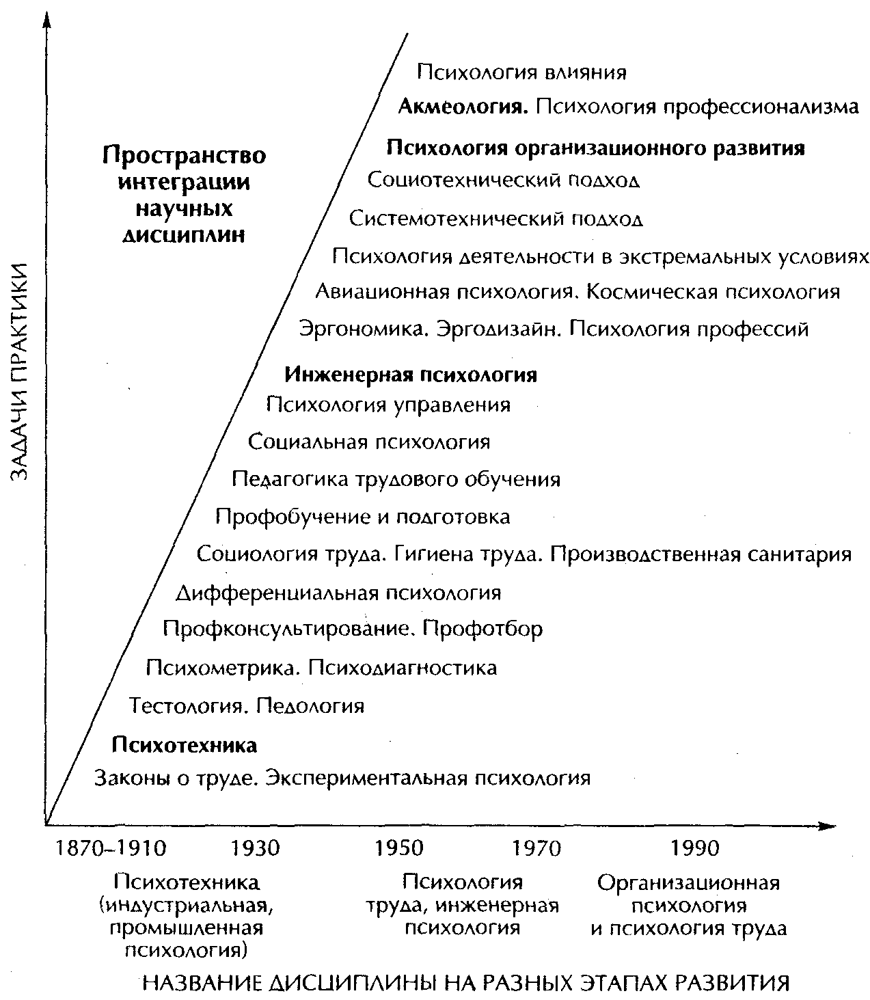 Психология влияния
Акмеология. Психология профессионализма
Пространство
интеграции
научных
дисциплин
Психология организационного развития
Социотехнический подход
Системотехнический подход
Психология деятельности в экстремальных условиях
Авиационная психология. Космическая психология
Эргономика. Эргодизайн. Психология профессий
Инженерная психология
Психология управления
Социальная психология
Педагогика трудового обучения
Профобучение и подготовка
Социология труда. Гигиена труда. Производственная санитария
Дифференциальная психология
Профконсультирование. Профотбор
Психометрика. Психодиагностика
Тестология. Педология
Психотехника
Законы о труде. Экспериментальная психология
ЗАДАЧИ ПРАКТИКИ
1870–1910 1930 1950 1970 1990
Психотехника
(индустриальная,
промышленная
психология)
Психология
труда, инженерная
психология
Организационная
психология
и психология труда
НАЗВАНИЕ ДИСЦИПЛИНЫ НА РАЗНЫХ ЭТАПАХ РАЗВИТИЯ